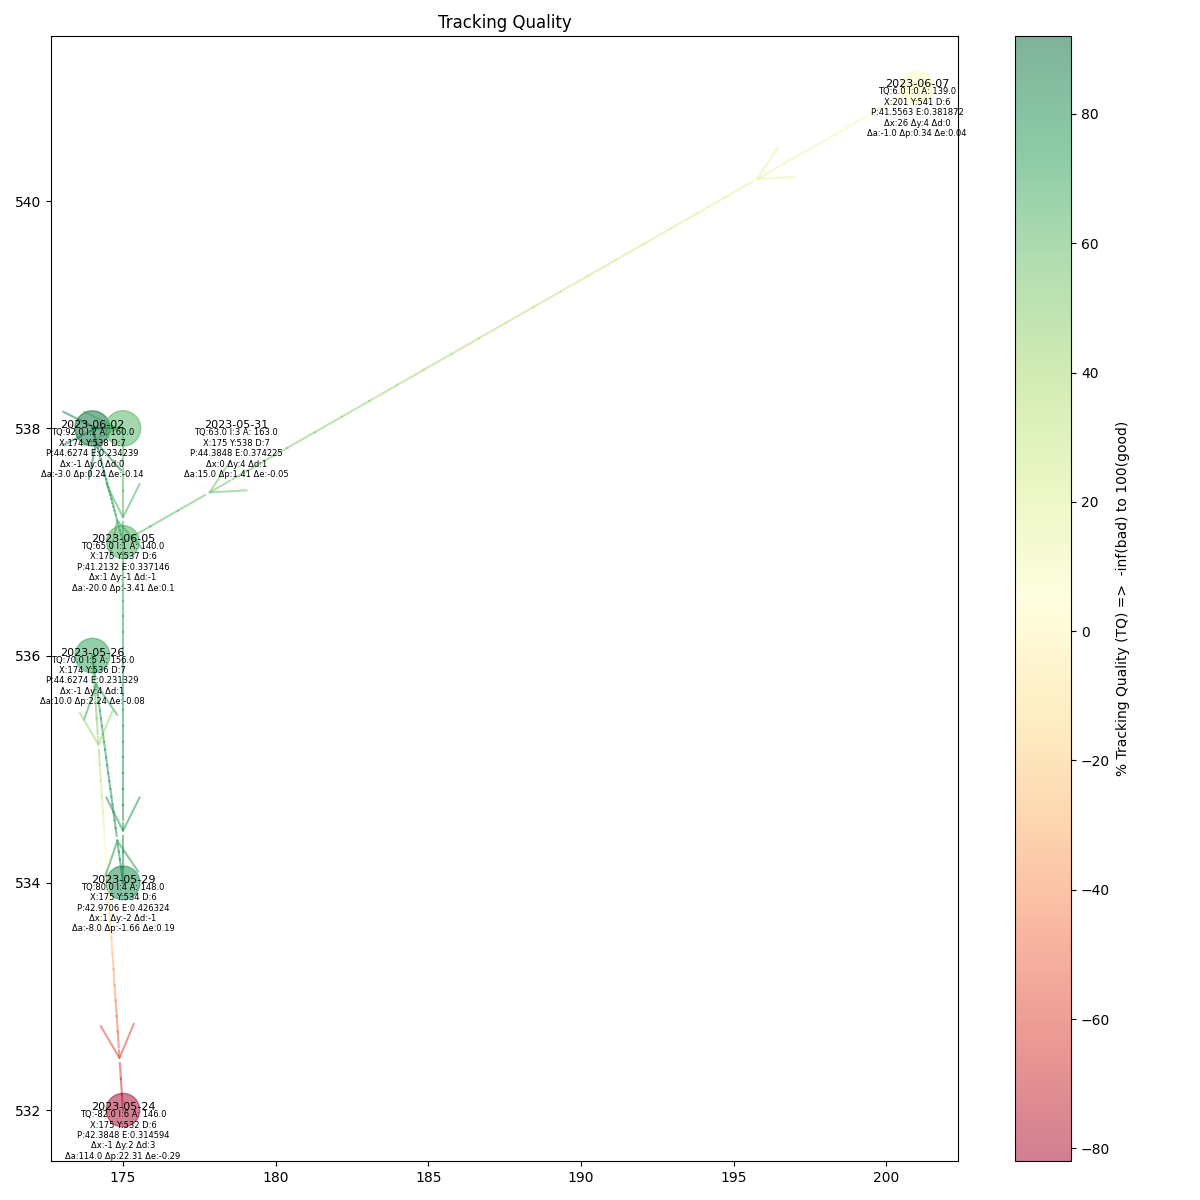 Tracking Quality
2023-06-07
TQ:6.0 I:0 A: 139.0
X:201 Y:541 D:6
P:41.5563 E:0.381872
Δx:26 Δy:4 Δd:0
Δa:-1.0 Δp:0.34 Δe:0.04
2023-06-02
TQ:92.0 I:2 A: 160.0
X:174 Y:538 D:7
P:44.6274 E:0.234239
Δx:-1 Δy:0 Δd:0
Δa:-3.0 Δp:0.24 Δe:-0.14
2023-05-31
TQ:63.0 I:3 A: 163.0
X:175 Y:538 D:7
P:44.3848 E:0.374225
Δx:0 Δy:4 Δd:1
Δa:15.0 Δp:1.41 Δe:-0.05
2023-06-05
TQ:65.0 I:1 A: 140.0
X:175 Y:537 D:6
P:41.2132 E:0.337146
Δx:1 Δy:-1 Δd:-1
Δa:-20.0 Δp:-3.41 Δe:0.1
2023-05-26
TQ:70.0 I:5 A: 156.0
X:174 Y:536 D:7
P:44.6274 E:0.231329
Δx:-1 Δy:4 Δd:1
Δa:10.0 Δp:2.24 Δe:-0.08
2023-05-29
TQ:80.0 I:4 A: 148.0
X:175 Y:534 D:6
P:42.9706 E:0.426324
Δx:1 Δy:-2 Δd:-1
Δa:-8.0 Δp:-1.66 Δe:0.19
2023-05-24
TQ:-82.0 I:6 A: 146.0
X:175 Y:532 D:6
P:42.3848 E:0.314594
Δx:-1 Δy:2 Δd:3
Δa:114.0 Δp:22.31 Δe:-0.29
540
538
536
534
532
175
180
185
190
195
200
80
60
40
20
0
−20
−40
−60
−80
% Tracking Quality (TQ) => -inf(bad) to 100(good)